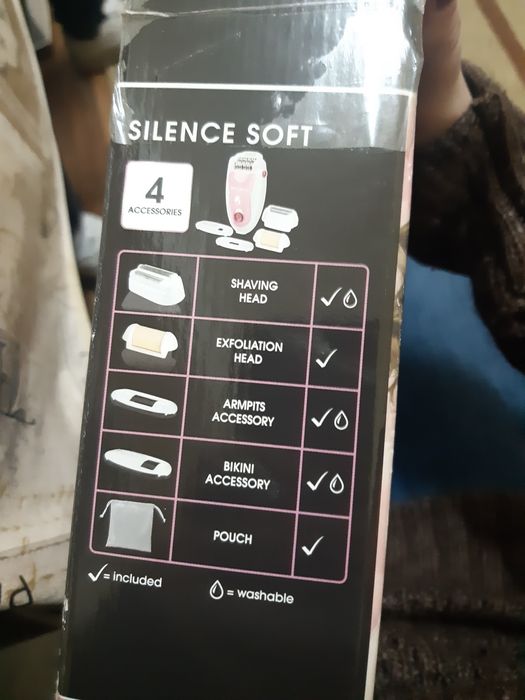 SILENCE SOFT
4
ACCESSORIES
SHAVING
HEAD
EXFOLIATION
HEAD
ARMPITS
ACCESSORY
BIKINI
ACCESSORY
POUCH
= included
= washable